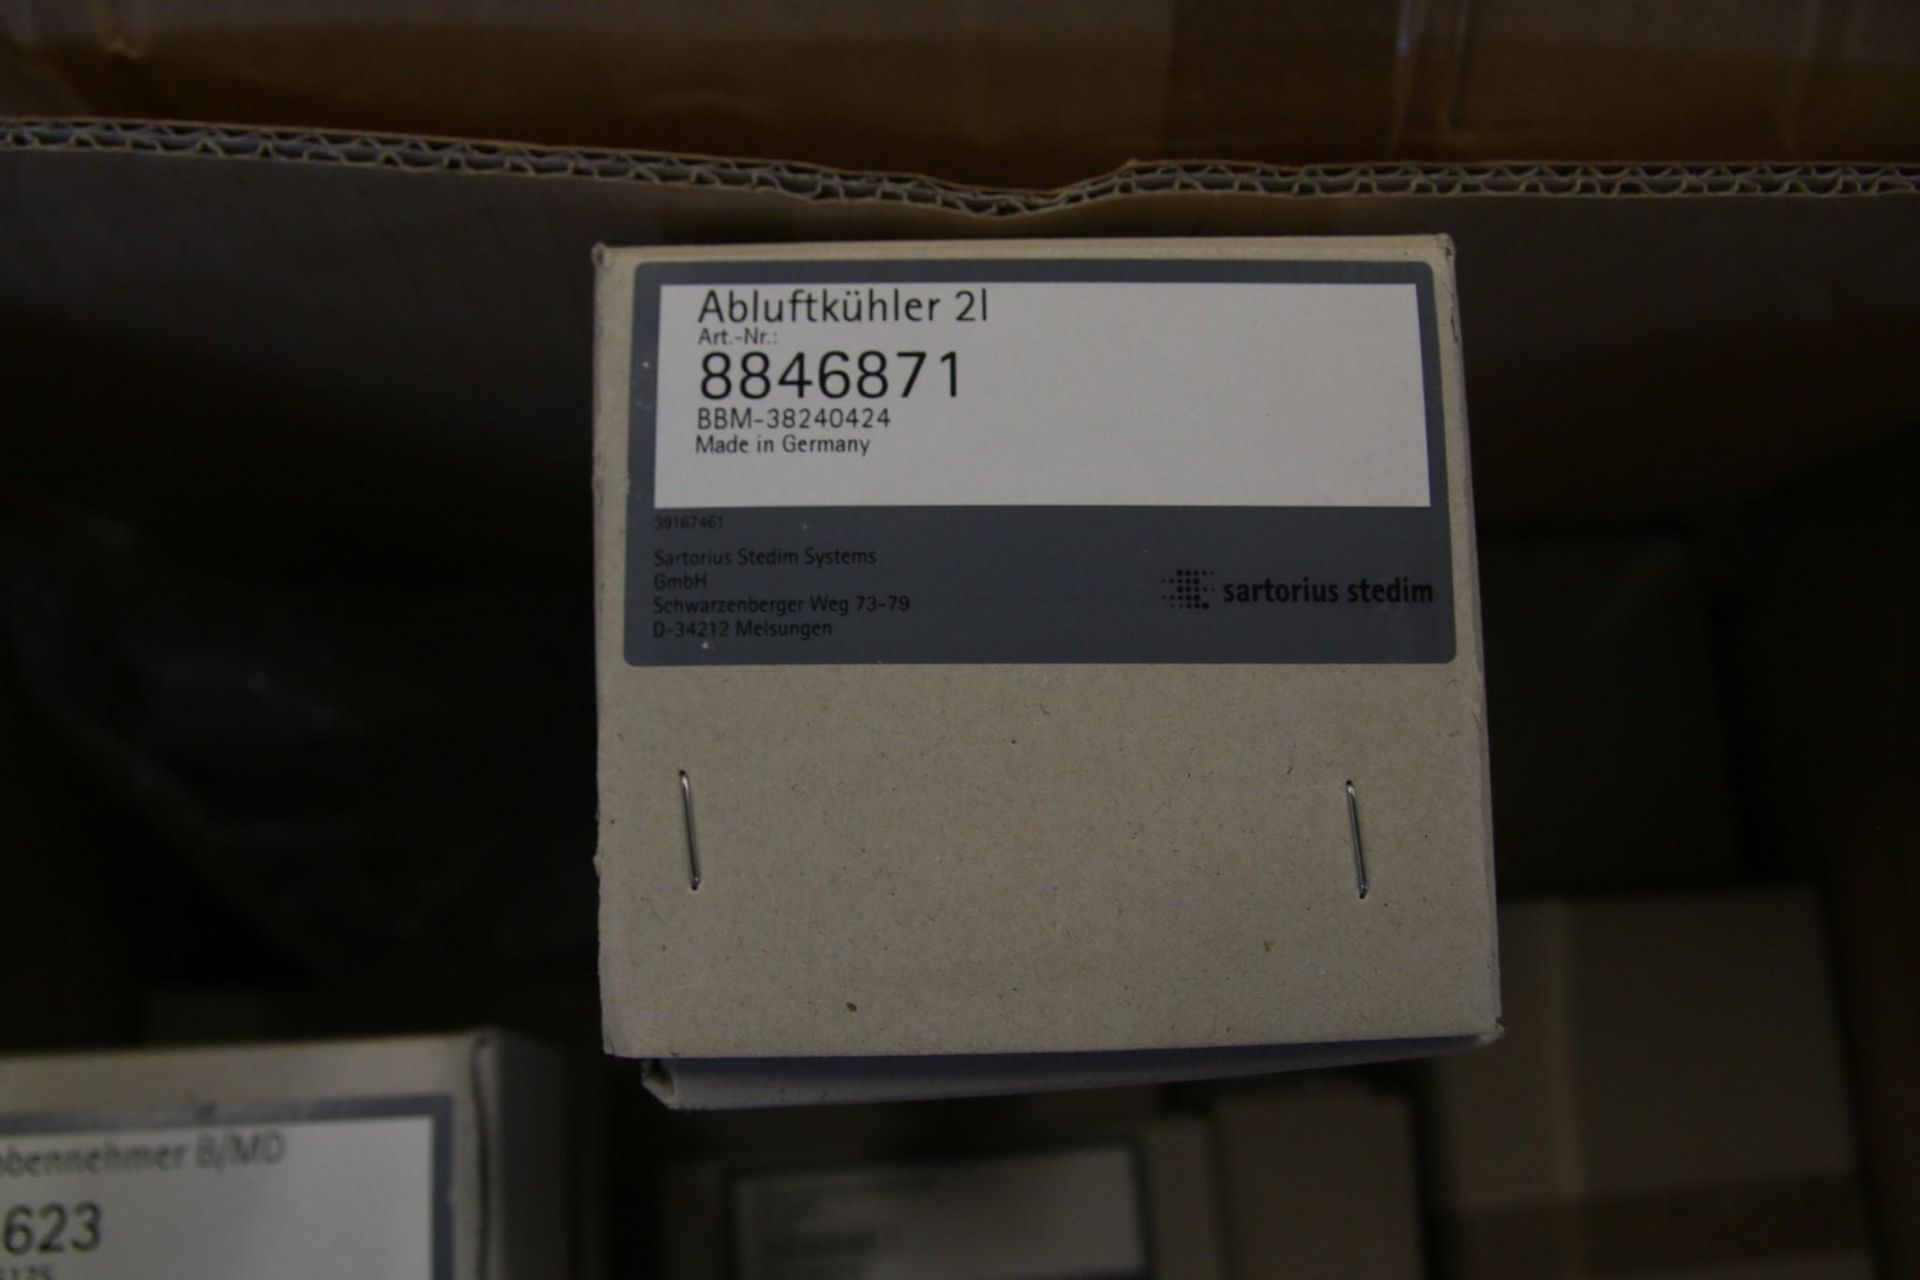 Abluftkühler 2l
Art.-Nr.:
8846871
BBM-38240424
Made in Germany
39167461
Sartorius Stedim Systems
GmbH
Schwarzenberger Weg 73-79
D-34212 Melsungen
sartorius stedim
B/MD
623